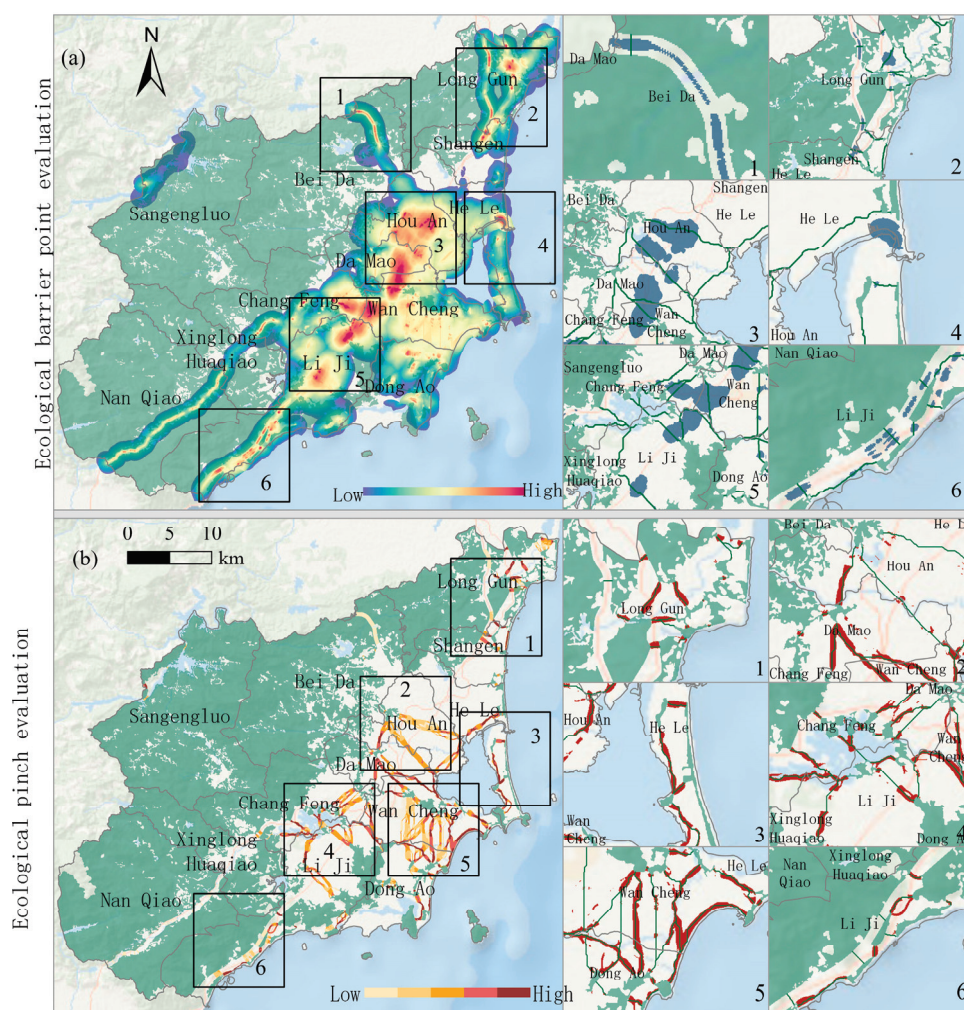 Ecological barrier point evaluation
(a)
N
Long Gun
2
1
Shangen
Bei Da
Sangengluo
Hou An
He Le
3
4
Da Mao
Chang Feng
Wan Cheng
Xinglong
Huaqiao
Li Ji
5
Dong Ao
Nan Qiao
6
Low
High
Da Mao
Bei Da
1
Long Gun
Shangen
He Le
2
Shangen
Bei Da
He Le
Hou An
Da Mao
Wan
Chang Feng
Cheng
3
He Le
Hou An
4
Da Mao
Sangengluo
Chang Feng
Wan
Cheng
Li Ji
Xinglong
Huaqiao
Dong Ao
5
Nan Qiao
Li Ji
6
Ecological pinch evaluation
(b)
0 5 10
km
Long Gun
Shangen
1
Bei Da
2
Sangengluo
He Le
Hou An
3
Da Mao
Chang Feng
Wan Cheng
Xinglong
Huaqiao
4
Li Ji
5
Dong Ao
Nan Qiao
6
Low
High
Long Gun
1
Bei Da
He L
Hou An
Da Mao
Wan Cheng
Chang Feng
2
Hou An
He Le
Wan
Cheng
3
Da Mao
Chang Feng
Wan
Cheng
Li Ji
Xinglong
Huaqiao
Dong A
4
He Le
Wan Cheng
Dong Ao
5
Xinglong
Nan
Huaqiao
Qiao
Li Ji
6